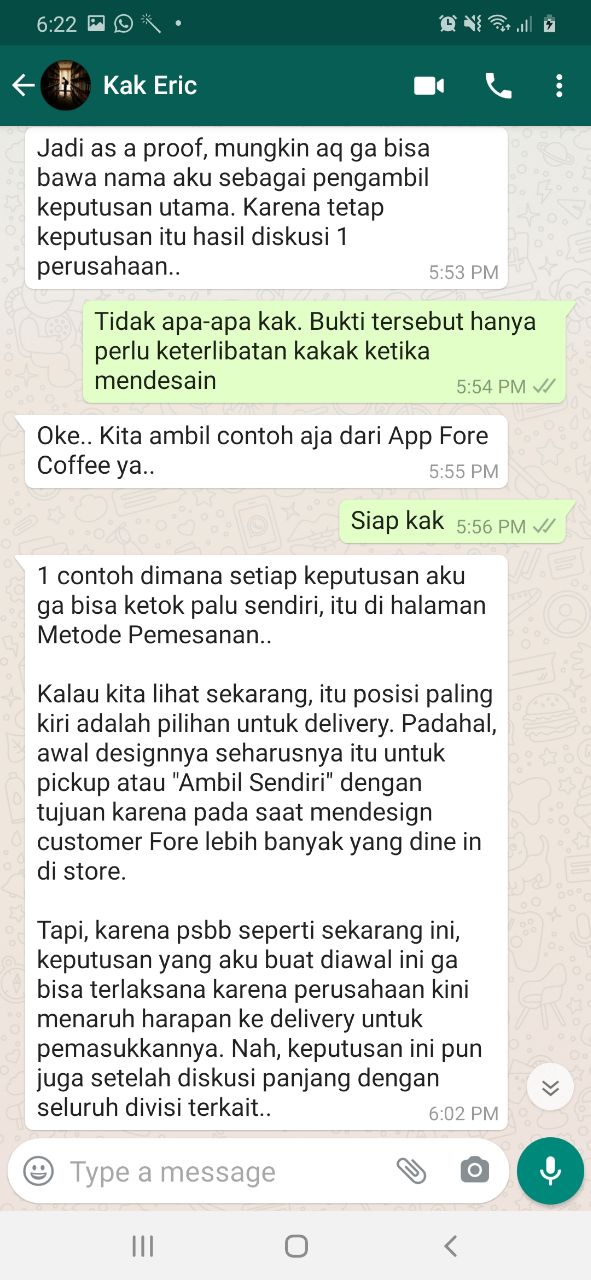 6:22
Kak Eric
Jadi as a proof, mungkin aq ga bisa
bawa nama aku sebagai pengambil
keputusan utama. Karena tetap
keputusan itu hasil diskusi 1
perusahaan..
5:53 PM
Tidak apa-apa kak. Bukti tersebut hanya
perlu keterlibatan kakak ketika
mendesain
5:54 PM
Oke.. Kita ambil contoh aja dari App Fore
Coffee ya..
5:55 PM
Siap kak
5:56 PM
1 contoh dimana setiap keputusan aku
ga bisa ketok palu sendiri, itu di halaman
Metode Pemesanan..
Kalau kita lihat sekarang, itu posisi paling
kiri adalah pilihan untuk delivery. Padahal,
awal designnya seharusnya itu untuk
pickup atau "Ambil Sendiri" dengan
tujuan karena pada saat mendesign
customer Fore lebih banyak yang dine in
di store.
Tapi, karena psbb seperti sekarang ini,
keputusan yang aku buat diawal ini ga
bisa terlaksana karena perusahaan kini
menaruh harapan ke delivery untuk
pemasukkannya. Nah, keputusan ini pun
juga setelah diskusi panjang dengan
seluruh divisi terkait..
6:02 PM
Type a message